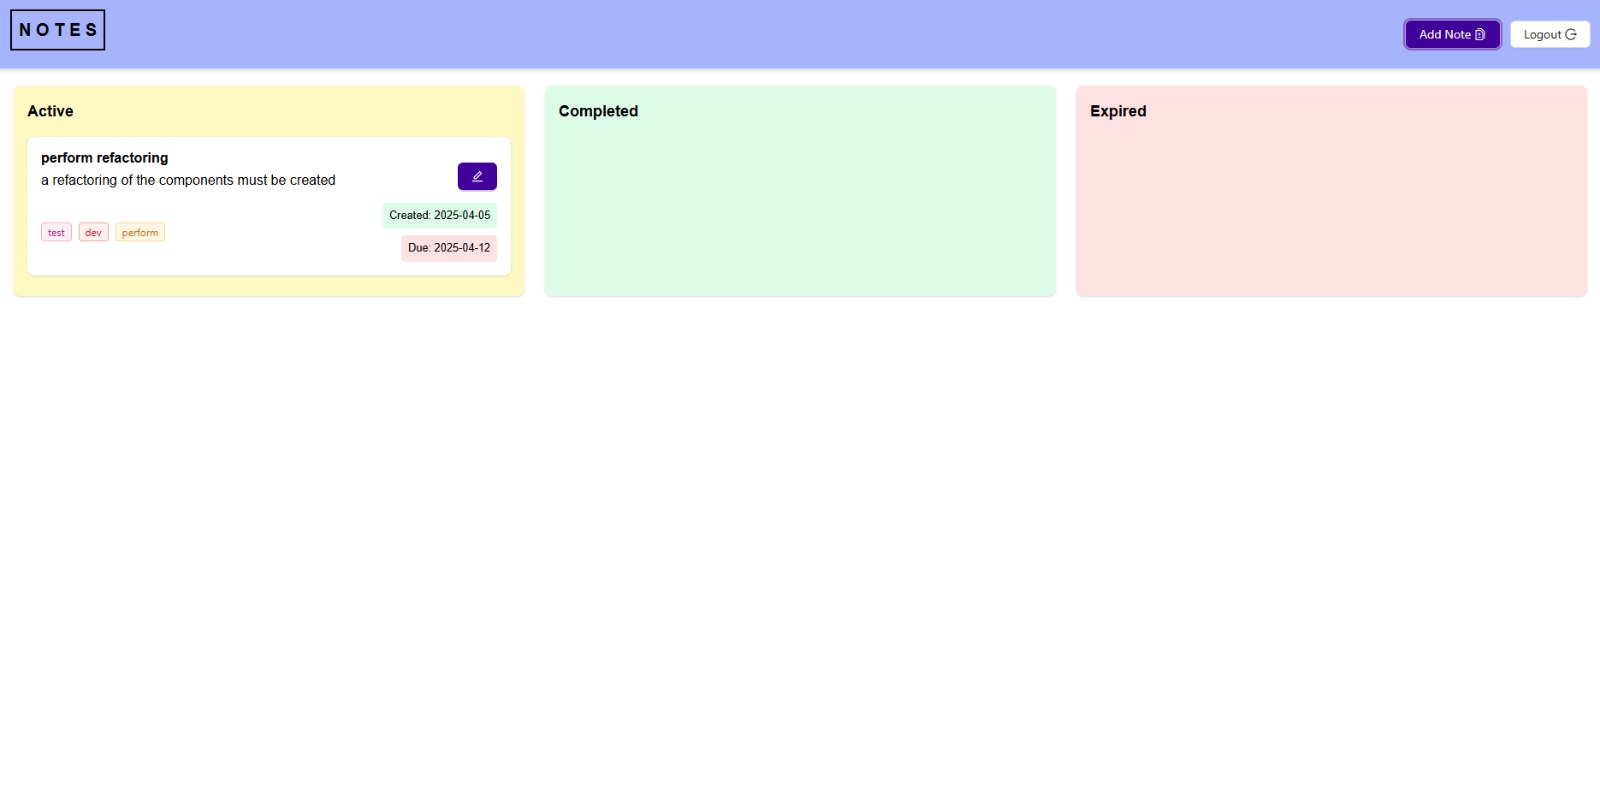 NOTES
Add Note
Logout
Active
perform refactoring
a refactoring of the components must be created
Created: 2025-04-05
test dev perform
Due: 2025-04-12
Completed
Expired